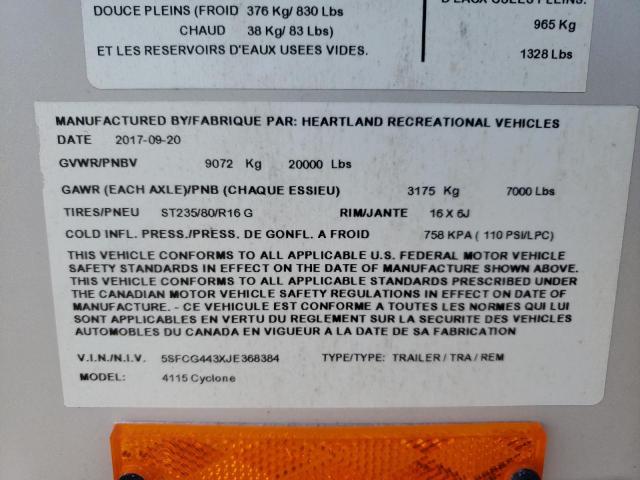 DOUCE PLEINS (FROID 376 Kg/ 830 Lbs
CHAUD 38 Kg/ 83 Lbs)
ET LES RESERVOIRS D'EAUX USEES VIDES.
D'EAUX USEES PLEINS.
965 Kg
1328 Lbs
MANUFACTURED BY/FABRIQUE PAR: HEARTLAND RECREATIONAL VEHICLES
DATE 2017-09-20
GVWR/PNBV 9072 Kg 20000 Lbs
GAWR (EACH AXLE)/PNB (CHAQUE ESSIEU) 3175 Kg 7000 Lbs
TIRES/PNEU ST235/80/R16 G RIM/JANTE 16 X 6J
COLD INFL. PRESS./PRESS. DE GONFL. A FROID 758 KPA ( 110 PSI/LPC)
THIS VEHICLE CONFORMS TO ALL APPLICABLE U.S. FEDERAL MOTOR VEHICLE
SAFETY STANDARDS IN EFFECT ON THE DATE OF MANUFACTURE SHOWN ABOVE.
THIS VEHICLE CONFORMS TO ALL APPLICABLE STANDARDS PRESCRIBED UNDER
THE CANADIAN MOTOR VEHICLE SAFETY REGULATIONS IN EFFECT ON DATE OF
MANUFACTURE. - CE VEHICULE EST CONFORME A TOUTES LES NORMES QUI LUI
SONT APPLICABLES EN VERTU DU REGLEMENT SUR LA SECURITE DES VEHICLES
AUTOMOBILES DU CANADA EN VIGUEUR A LA DATE DE SA FABRICATION
V.I.N./N.I.V. 5SFCG443XJE368384 TYPE/TYPE: TRAILER / TRA / REM
MODEL: 4115 Cyclone